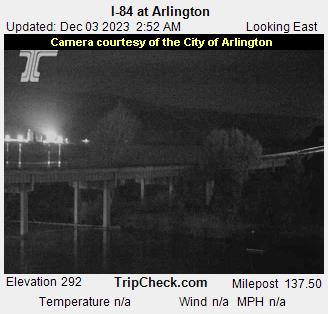 I-84 at Arlington
Updated: Dec 03 2023 2:52 AM Looking East
Camera courtesy of the City of Arlington
Elevation 292 TripCheck.com Milepost 137.50
Temperature n/a Wind n/a MPH n/a